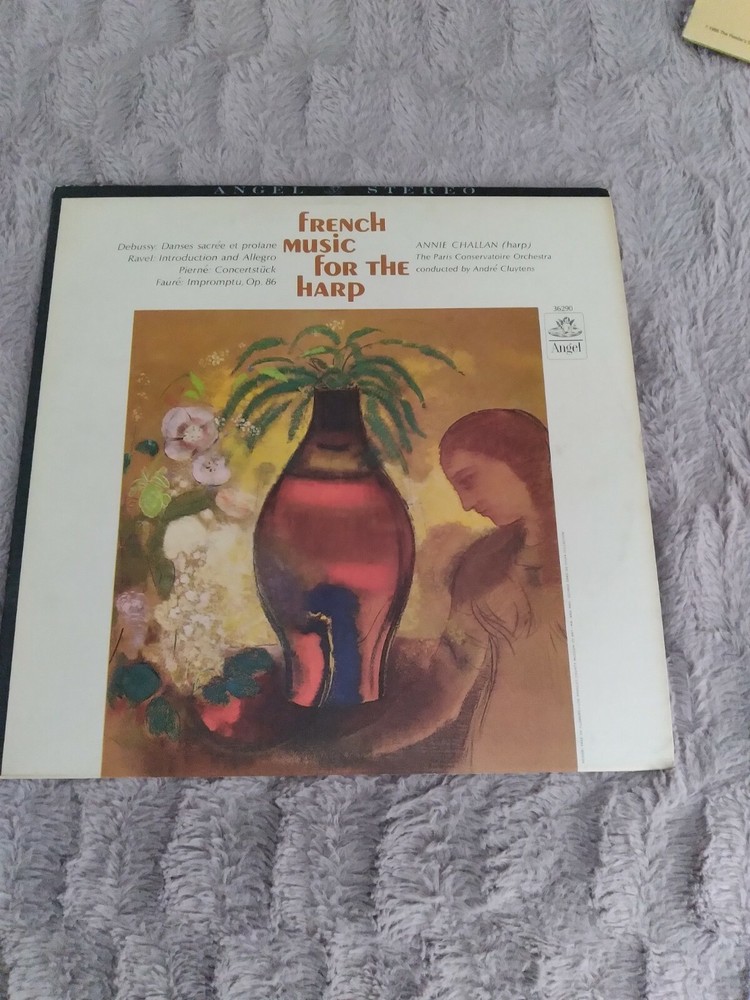 ANGEL STEREO
FRENCH
MUSIC
FOR THE
HARP
Debussy: Danses sacrée et profane
Ravel: Introduction and Allegro
Pierné: Concertstück
Fauré: Impromptu, Op. 86
ANNIE CHALLAN (harp)
The Paris Conservatoire Orchestra
conducted by André Cluytens
36290
Angel